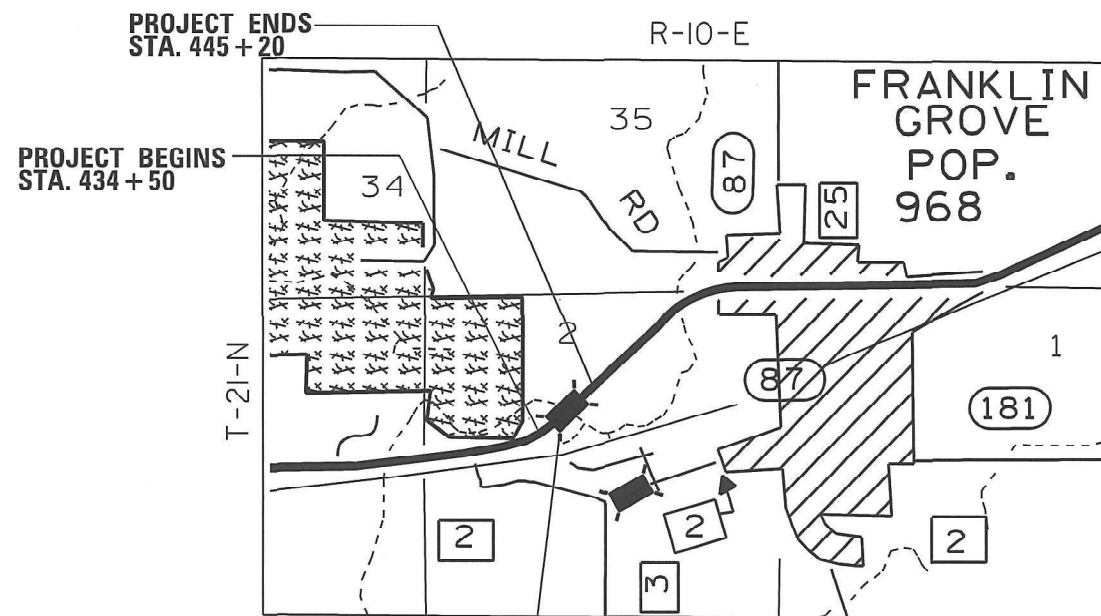 PROJECT ENDS
STA. 445+20
R-10-E
FRANKLIN
GROVE
POP.
968
PROJECT BEGINS
STA. 434+50
MILL
RD
35
87
25
34
2
T-21-N
87
1
181
2
2
2
3